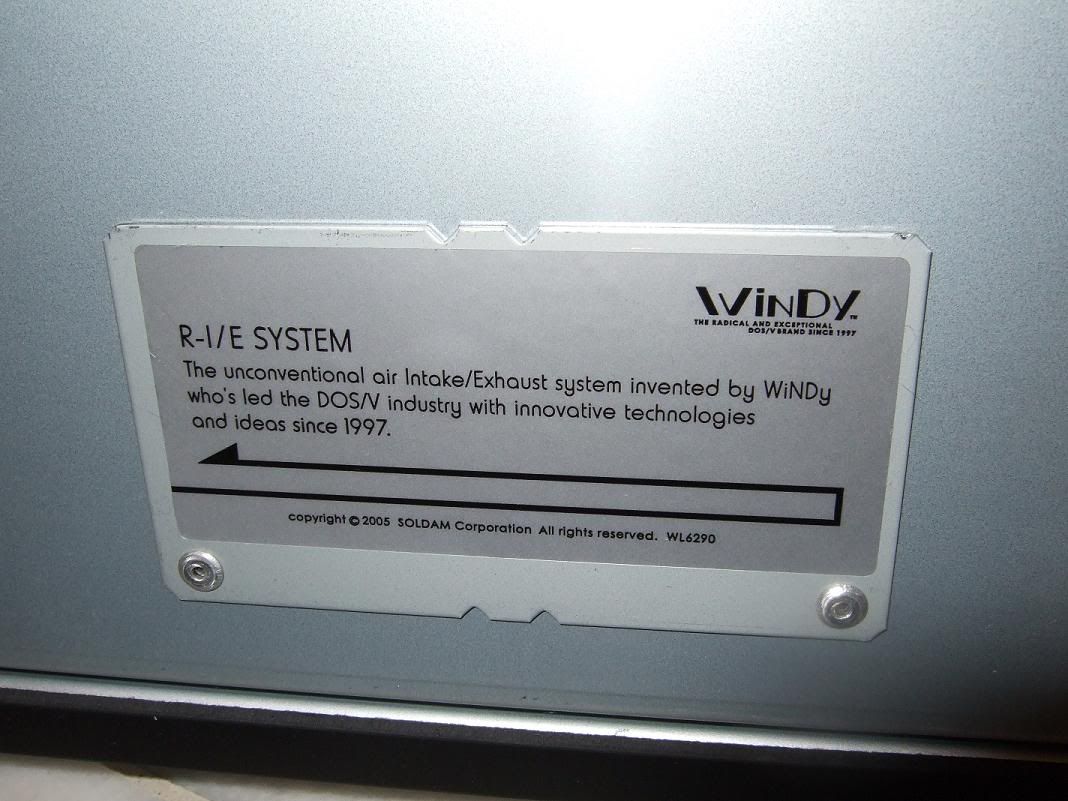 WiNDY™
THE RADICAL AND EXCEPTIONAL
DOS/V BRAND SINCE 1997
R-I/E SYSTEM
The unconventional air Intake/Exhaust system invented by WiNDy
who's led the DOS/V industry with innovative technologies
and ideas since 1997.
copyright © 2005 SOLDAM Corporation All rights reserved. WL6290